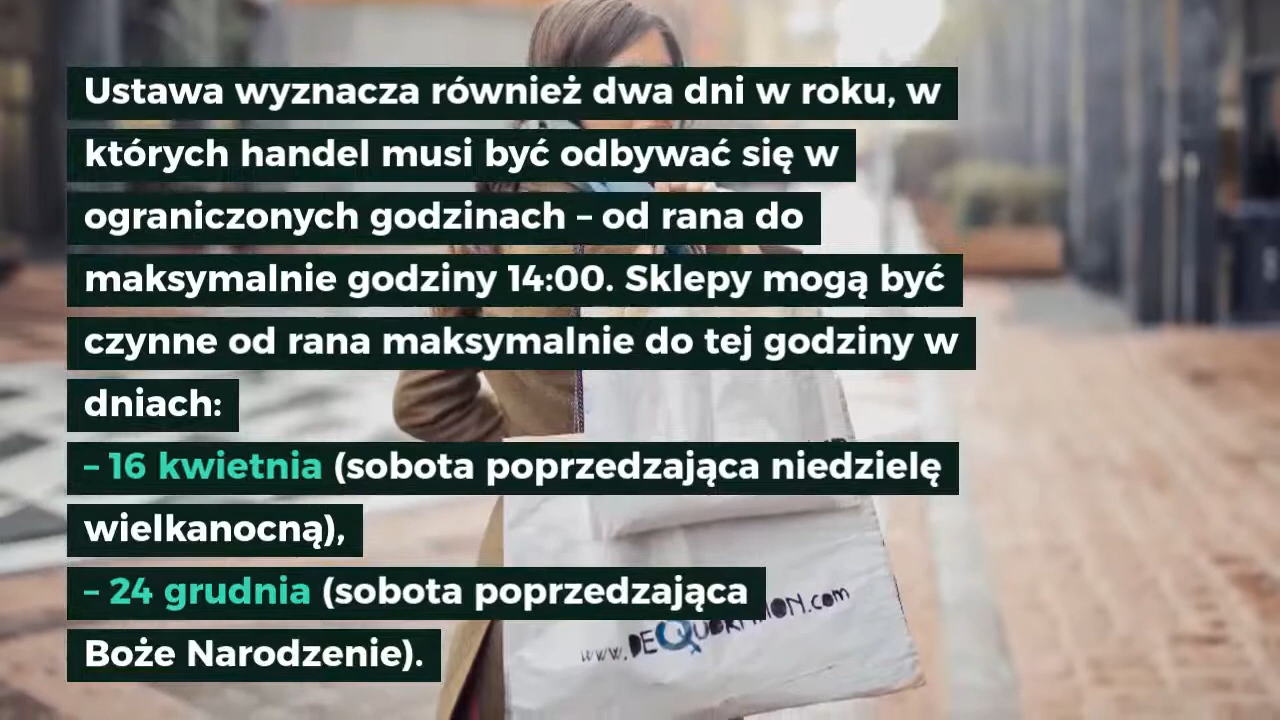 Ustawa wyznacza również dwa dni w roku, w
których handel musi być odbywać się w
ograniczonych godzinach – od rana do
maksymalnie godziny 14:00. Sklepy mogą być
czynne od rana maksymalnie do tej godziny w
dniach:
– 16 kwietnia (sobota poprzedzająca niedzielę
wielkanocną),
– 24 grudnia (sobota poprzedzająca
Boże Narodzenie).